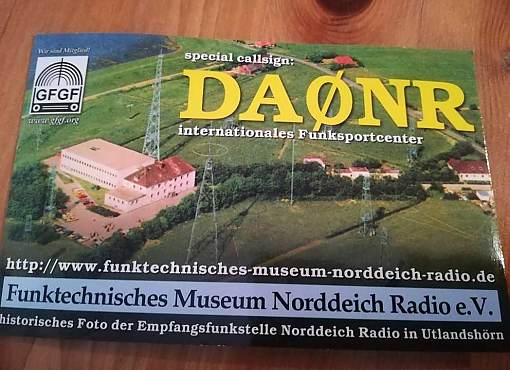 Wir sind Mitglied!
GFGF
www.gfgf.org
special callsign:
DAØNR
internationales Funksportcenter
http://www.funktechnisches-museum-norddeich-radio.de
Funktechnisches Museum Norddeich Radio e.V.
historisches Foto der Empfangsfunkstelle Norddeich Radio in Utlandshörn